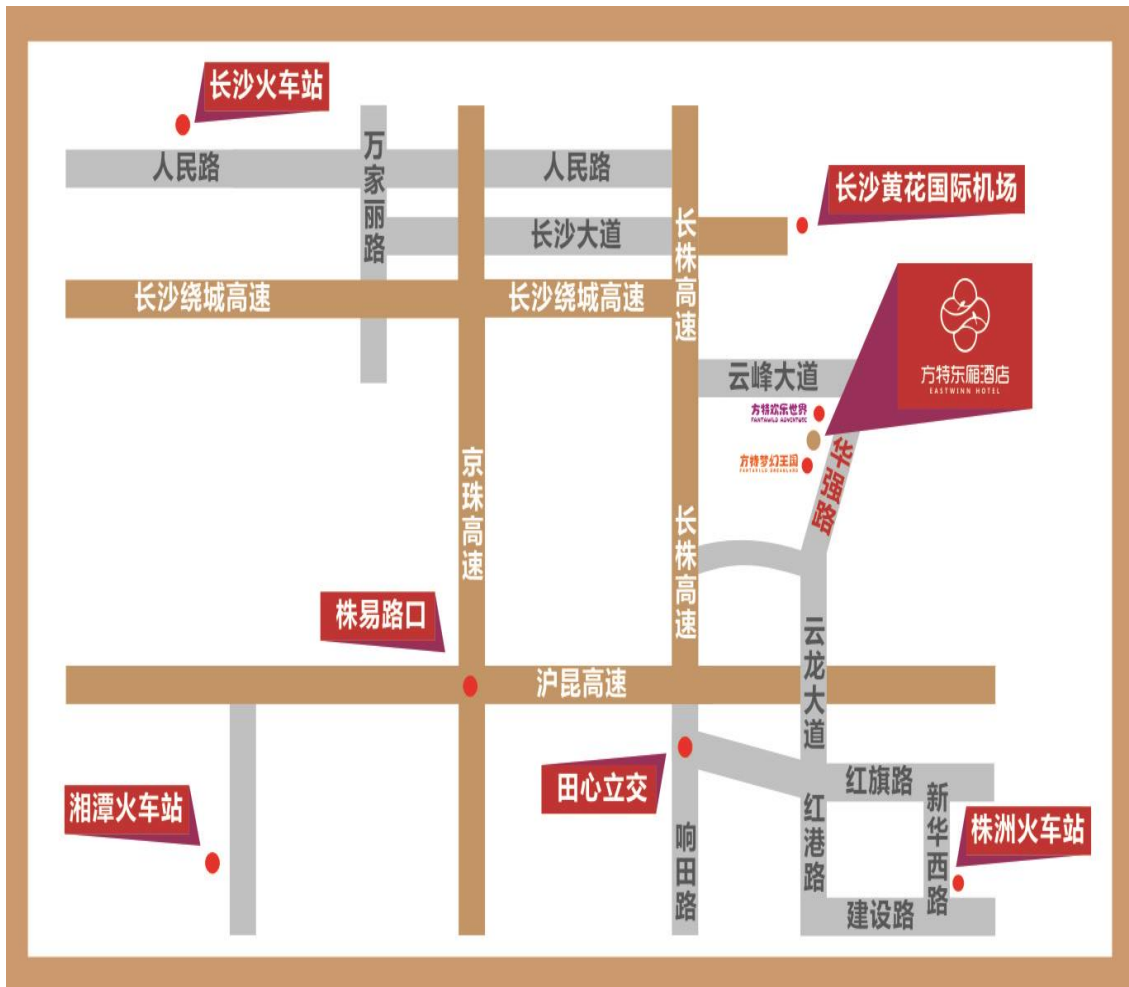 长沙火车站
人民路
万家丽路
人民路
长沙黄花国际机场
长沙大道
长株高速
长沙绕城高速
长沙绕城高速
方特东厢酒店
EASTWINN HOTEL
云峰大道
方特欢乐世界
FANTAWILD ADVENTURE
方特梦幻王国
FANTAWILD DREAMLAND
华强路
京珠高速
长株高速
株易路口
云龙大道
沪昆高速
田心立交
红旗路
新华西路
湘潭火车站
红港路
株洲火车站
响田路
建设路